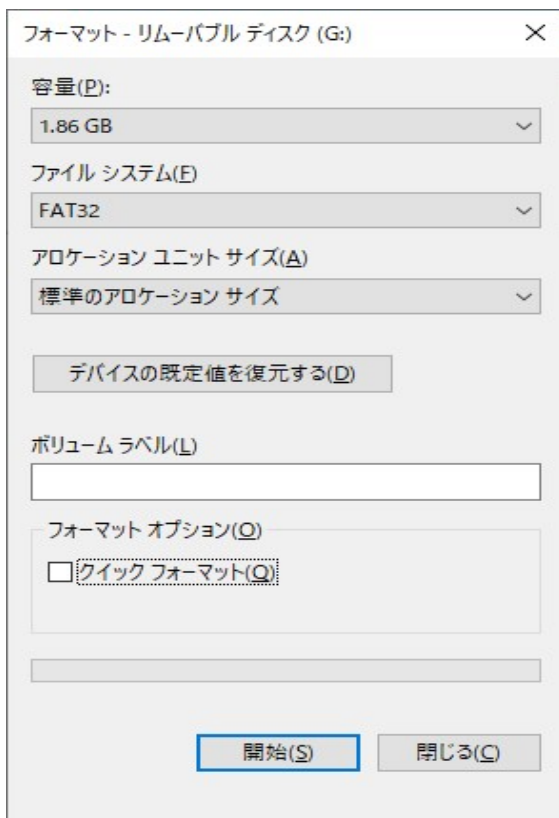 フォーマット - リムーバブル ディスク (G:)
容量(P):
1.86 GB
ファイル システム(F)
FAT32
アロケーション ユニット サイズ(A)
標準のアロケーション サイズ
デバイスの既定値を復元する(D)
ボリューム ラベル(L)
フォーマット オプション(O)
クイック フォーマット(Q)
開始(S)
閉じる(C)